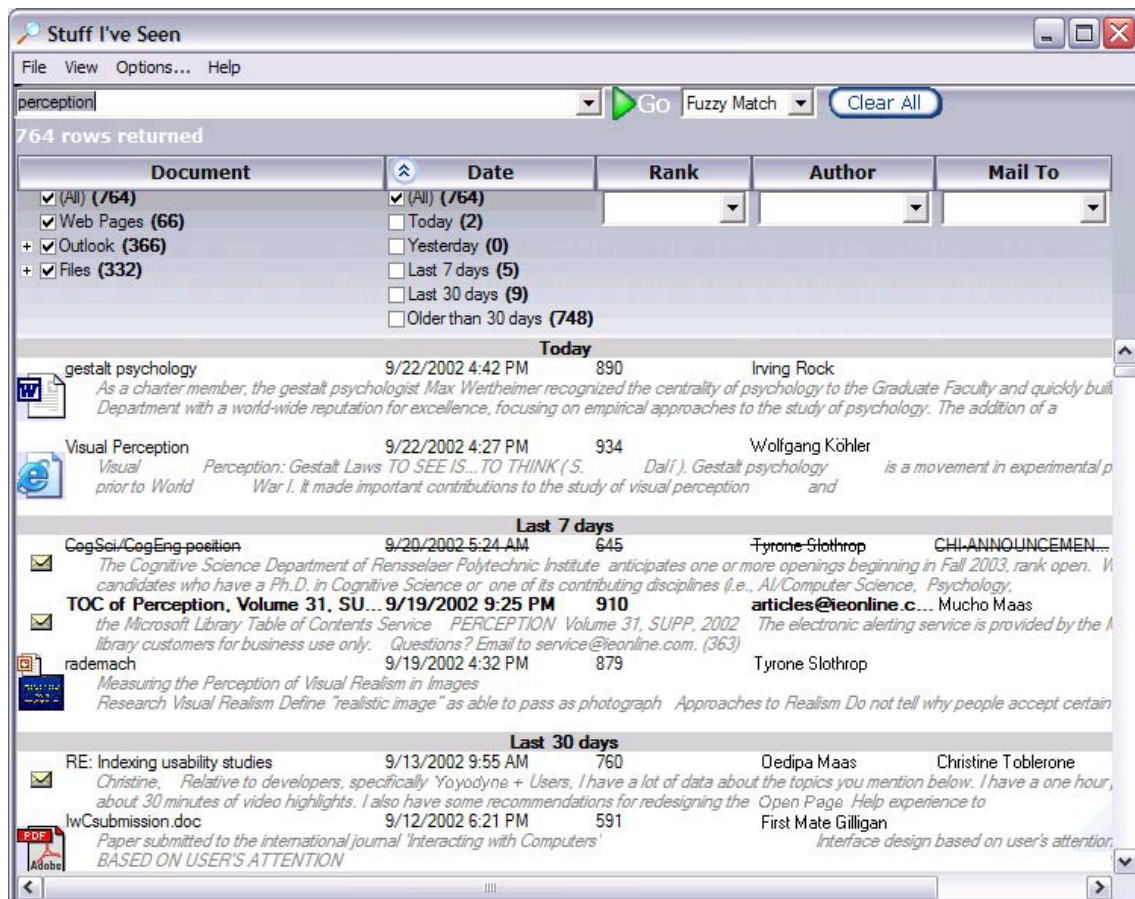 Stuff I've Seen
File View Options... Help
perception Go Fuzzy Match Clear All
764 rows returned
Document Date Rank Author Mail To
(All) (764) (All) (764)
Web Pages (66) Today (2)
Outlook (366) Yesterday (0)
Files (332) Last 7 days (5)
Last 30 days (9)
Older than 30 days (748)
Today
gestalt psychology 9/22/2002 4:42 PM 890 Irving Rock
As a charter member, the gestalt psychologist Max Wertheimer recognized the centrality of psychology to the Graduate Faculty and quickly buil
Department with a world-wide reputation for excellence, focusing on empirical approaches to the study of psychology. The addition of a
Visual Perception 9/22/2002 4:27 PM 934 Wolfgang Köhler
Visual Perception: Gestalt Laws TO SEE IS...TO THINK ( S. Dalí ). Gestalt psychology is a movement in experimental p
prior to World War I. It made important contributions to the study of visual perception and
Last 7 days
CogSci/CogEng position 9/20/2002 5:24 AM 645 Tyrone Slothrop CHI-ANNOUNCEMEN...
The Cognitive Science Department of Rensselaer Polytechnic Institute anticipates one or more openings beginning in Fall 2003, rank open. W
candidates who have a Ph.D. in Cognitive Science or one of its contributing disciplines (i.e., AI/Computer Science, Psychology,
TOC of Perception, Volume 31, SU... 9/19/2002 9:25 PM 910 articles@ieonline.c... Mucho Maas
the Microsoft Library Table of Contents Service PERCEPTION Volume 31, SUPP, 2002 The electronic alerting service is provided by the M
library customers for business use only. Questions? Email to service@ieonline.com. (363)
rademach 9/19/2002 4:32 PM 879 Tyrone Slothrop
Measuring the Perception of Visual Realism in Images
Research Visual Realism Define "realistic image" as able to pass as photograph Approaches to Realism Do not tell why people accept certain
Last 30 days
RE: Indexing usability studies 9/13/2002 9:55 AM 760 Oedipa Maas Christine Toblerone
Christine, Relative to developers, specifically Yoyodyne + Users, I have a lot of data about the topics you mention below. I have a one hour,
about 30 minutes of video highlights. I also have some recommendations for redesigning the Open Page Help experience to
IwCsubmission.doc 9/12/2002 6:21 PM 591 First Mate Gilligan
Paper submitted to the international journal 'Interacting with Computers' Interface design based on user's attention.
BASED ON USER'S ATTENTION
PDF
Adobe